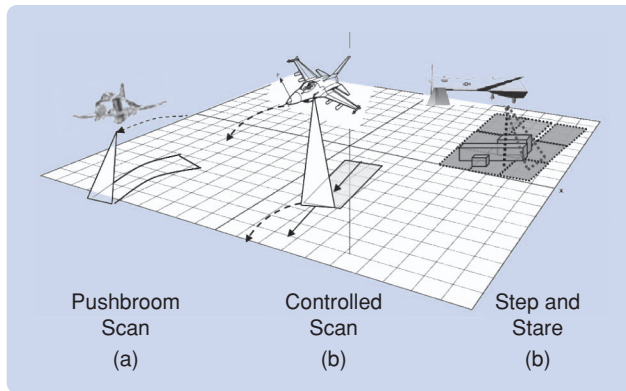 x
Pushbroom
Scan
(a)
Controlled
Scan
(b)
Step and
Stare
(b)